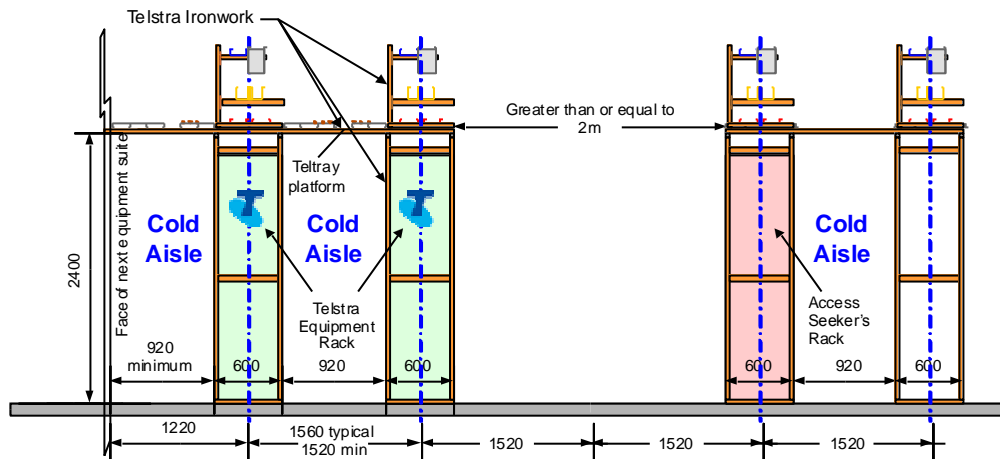 Telstra Ironwork
Greater than or equal to
2m
Teltray
platform
Face of next equipment suite
2400
Cold
Aisle
Cold
Aisle
Cold
Aisle
Telstra
Equipment
Rack
Access
Seeker's
Rack
920
minimum
600
920
600
600
920
600
1220
1560 typical
1520 min
1520
1520
1520